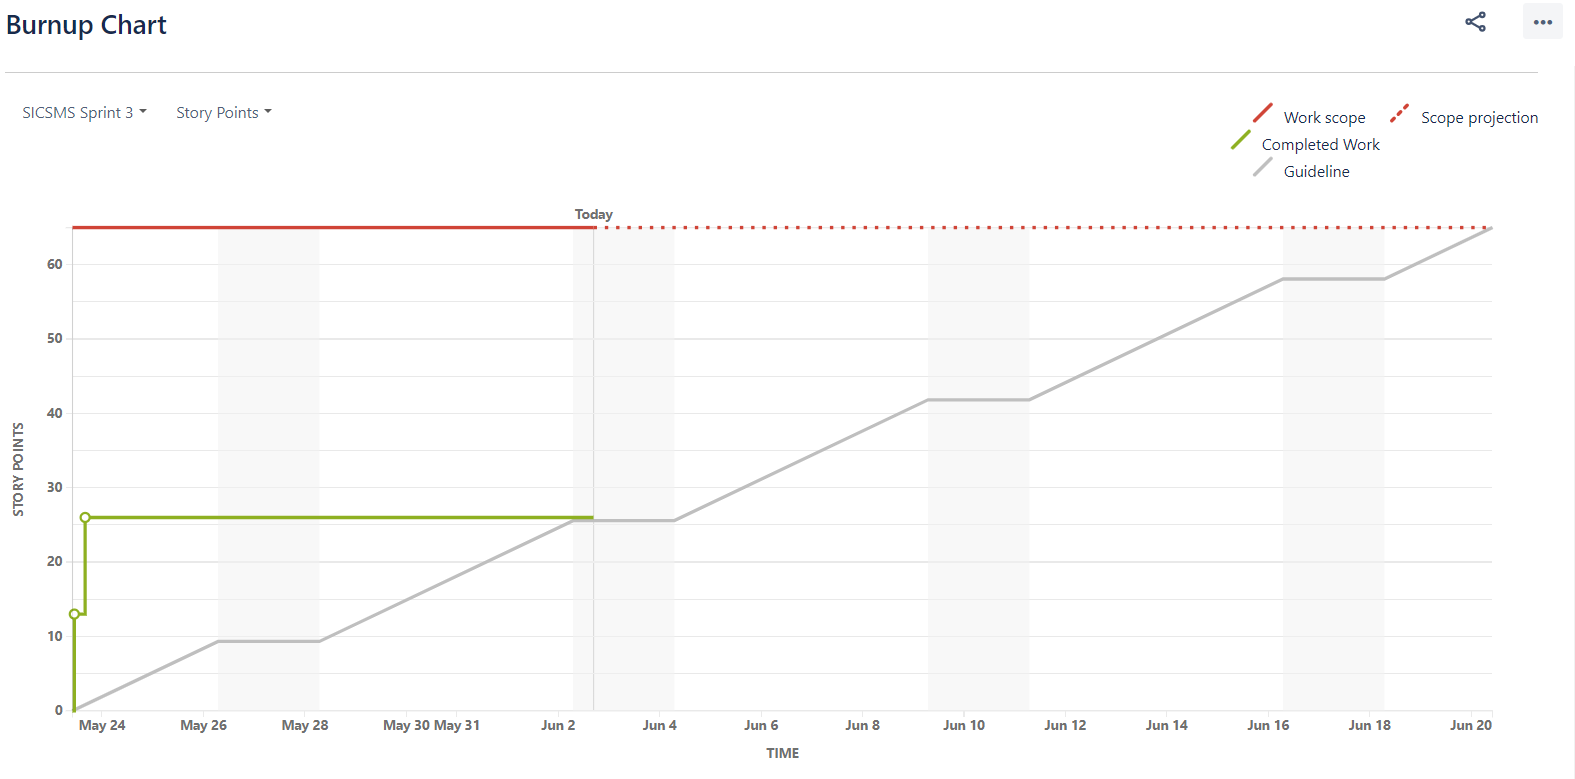 Burnup Chart
SICSMS Sprint 3 Story Points
Work scope Scope projection
Completed Work
Guideline
Today
60
50
40
30
20
10
0
STORY POINTS
May 24 May 26 May 28 May 30 May 31 Jun 2 Jun 4 Jun 6 Jun 8 Jun 10 Jun 12 Jun 14 Jun 16 Jun 18 Jun 20
TIME